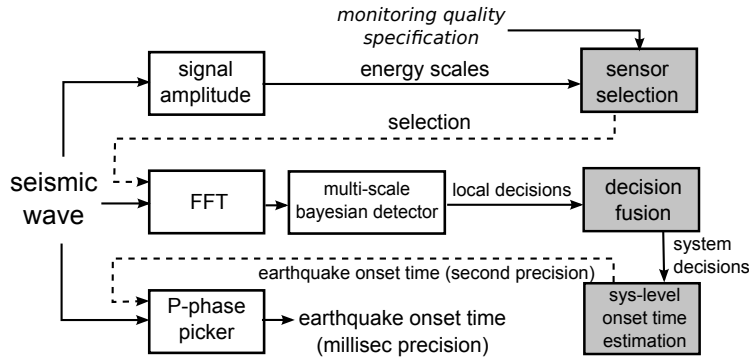 monitoring quality
specification
signal
amplitude
energy scales
sensor
selection
selection
seismic
wave
FFT
multi-scale
bayesian detector
local decisions
decision
fusion
system
decisions
earthquake onset time (second precision)
P-phase
picker
earthquake onset time
(millisec precision)
sys-level
onset time
estimation